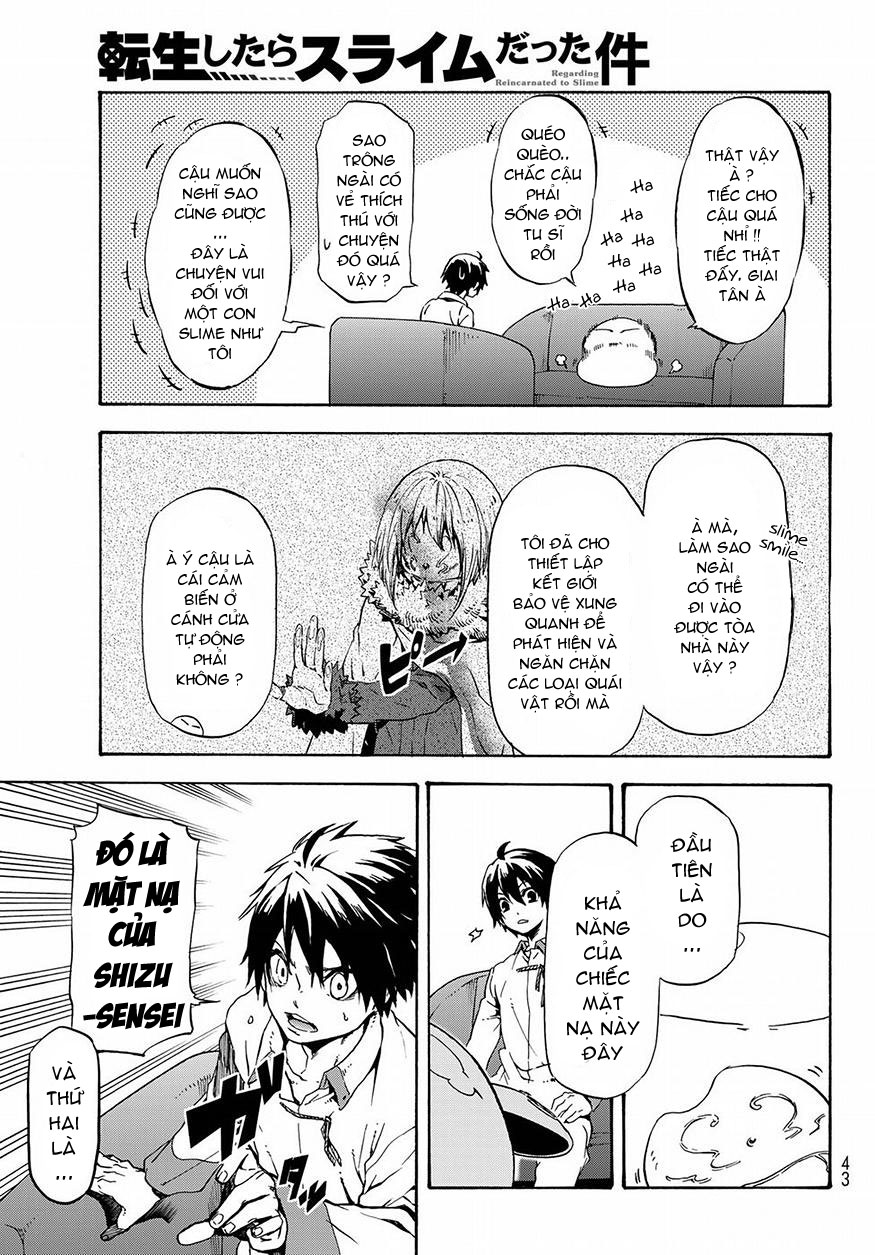 転生したらスライムだった件
Regarding
Reincarnated to Slime
THẬT VẬY
À ?
TIẾC CHO
CẬU QUÁ
NHỈ !!
TIẾC THẬT
ĐẤY. GIAI
TÂN À
Ha
Ha
Ha
Ha
Ha
Ha
Ha
Ha
QUÉO
QUÈO..
CHẮC CẬU
PHẢI
SỐNG ĐỜI
TU SĨ
RỒI
SAO
TRÔNG
NGÀI CÓ
VẺ THÍCH
THÚ VỚI
CHUYỆN
ĐÓ QUÁ
VẬY ?
CẬU MUỐN
NGHĨ SAO
CŨNG ĐƯỢC
...
ĐÂY LÀ
CHUYỆN VUI
ĐỐI VỚI
MỘT CON
SLIME NHƯ
TÔI
slime
smile...
À MÀ,
LÀM SAO
NGÀI
CÓ THỂ
ĐI VÀO
ĐƯỢC TÒA
NHÀ NÀY
VẬY ?
TÔI ĐÃ CHO
THIẾT LẬP
KẾT GIỚI
BẢO VỆ XUNG
QUANH ĐỂ
PHÁT HIỆN VÀ
NGĂN CHẶN
CÁC LOẠI QUÁI
VẬT RỒI MÀ
ピー
À Ý CẬU LÀ
CÁI CẢM
BIẾN Ở
CÁNH CỬA
TỰ ĐỘNG
PHẢI
KHÔNG ?
ĐẦU
TIÊN LÀ
DO
...
KHẢ
NĂNG CỦA
CHIẾC
MẶT
NẠ NÀY
ĐÂY
ĐÓ LÀ
MẶT NẠ
CỦA
SHIZU
-SENSEI
ガタッ
VÀ
THỨ
HAI LÀ
...
43